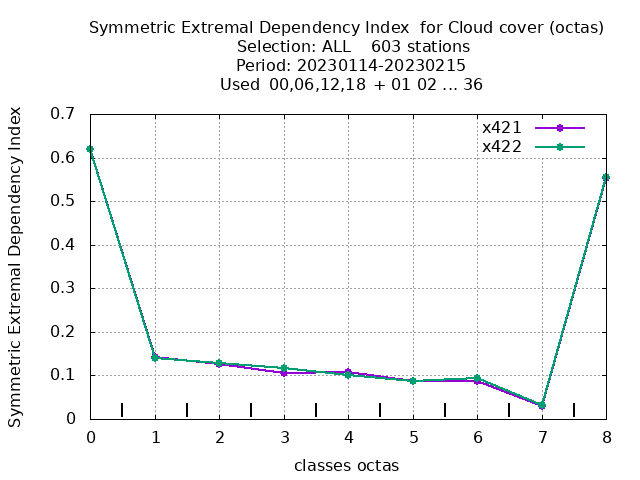 Symmetric Extremal Dependency Index  for Cloud cover (octas)
Selection: ALL    603 stations
Period: 20230114-20230215
Used  00,06,12,18  + 01 02 ... 36
Symmetric Extremal Dependency Index
0.7
0.6
0.5
0.4
0.3
0.2
0.1
0
x421
x422
0 1 2 3 4 5 6 7 8
classes octas